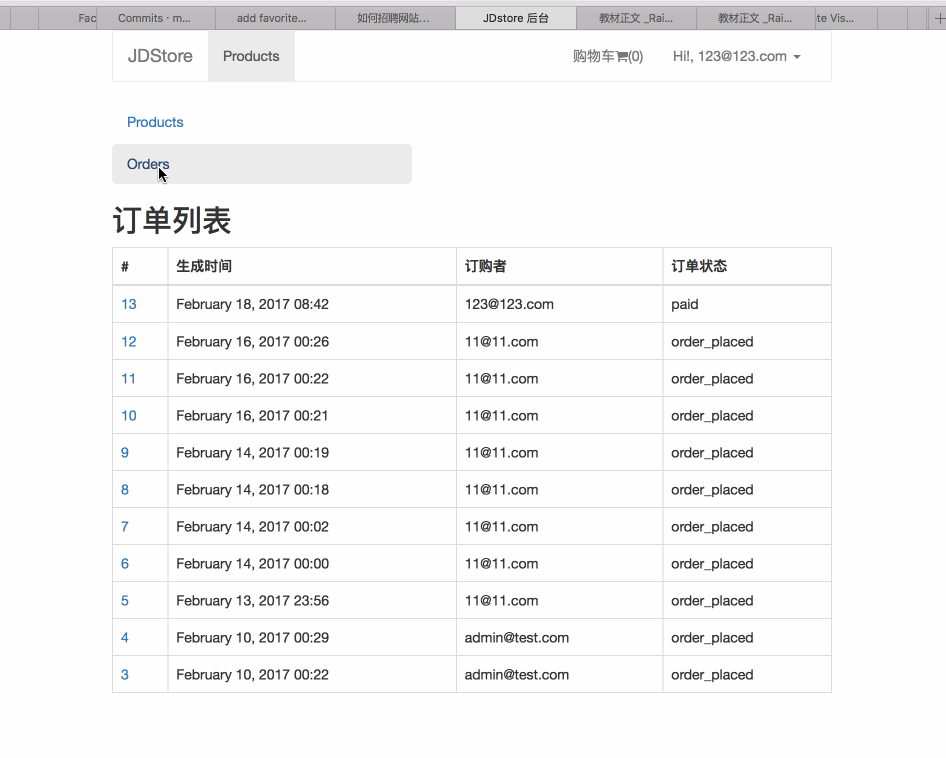 Fac Commits · m... add favorite... 如何招聘网站... JDstore 后台 教材正文 _Rai... 教材正文 _Rai... te Vis...
JDStore Products 购物车(0) Hi!, 123@123.com
Products
Orders
订单列表
# 生成时间 订购者 订单状态
13 February 18, 2017 08:42 123@123.com paid
12 February 16, 2017 00:26 11@11.com order_placed
11 February 16, 2017 00:22 11@11.com order_placed
10 February 16, 2017 00:21 11@11.com order_placed
9 February 14, 2017 00:19 11@11.com order_placed
8 February 14, 2017 00:18 11@11.com order_placed
7 February 14, 2017 00:02 11@11.com order_placed
6 February 14, 2017 00:00 11@11.com order_placed
5 February 13, 2017 23:56 11@11.com order_placed
4 February 10, 2017 00:29 admin@test.com order_placed
3 February 10, 2017 00:22 admin@test.com order_placed